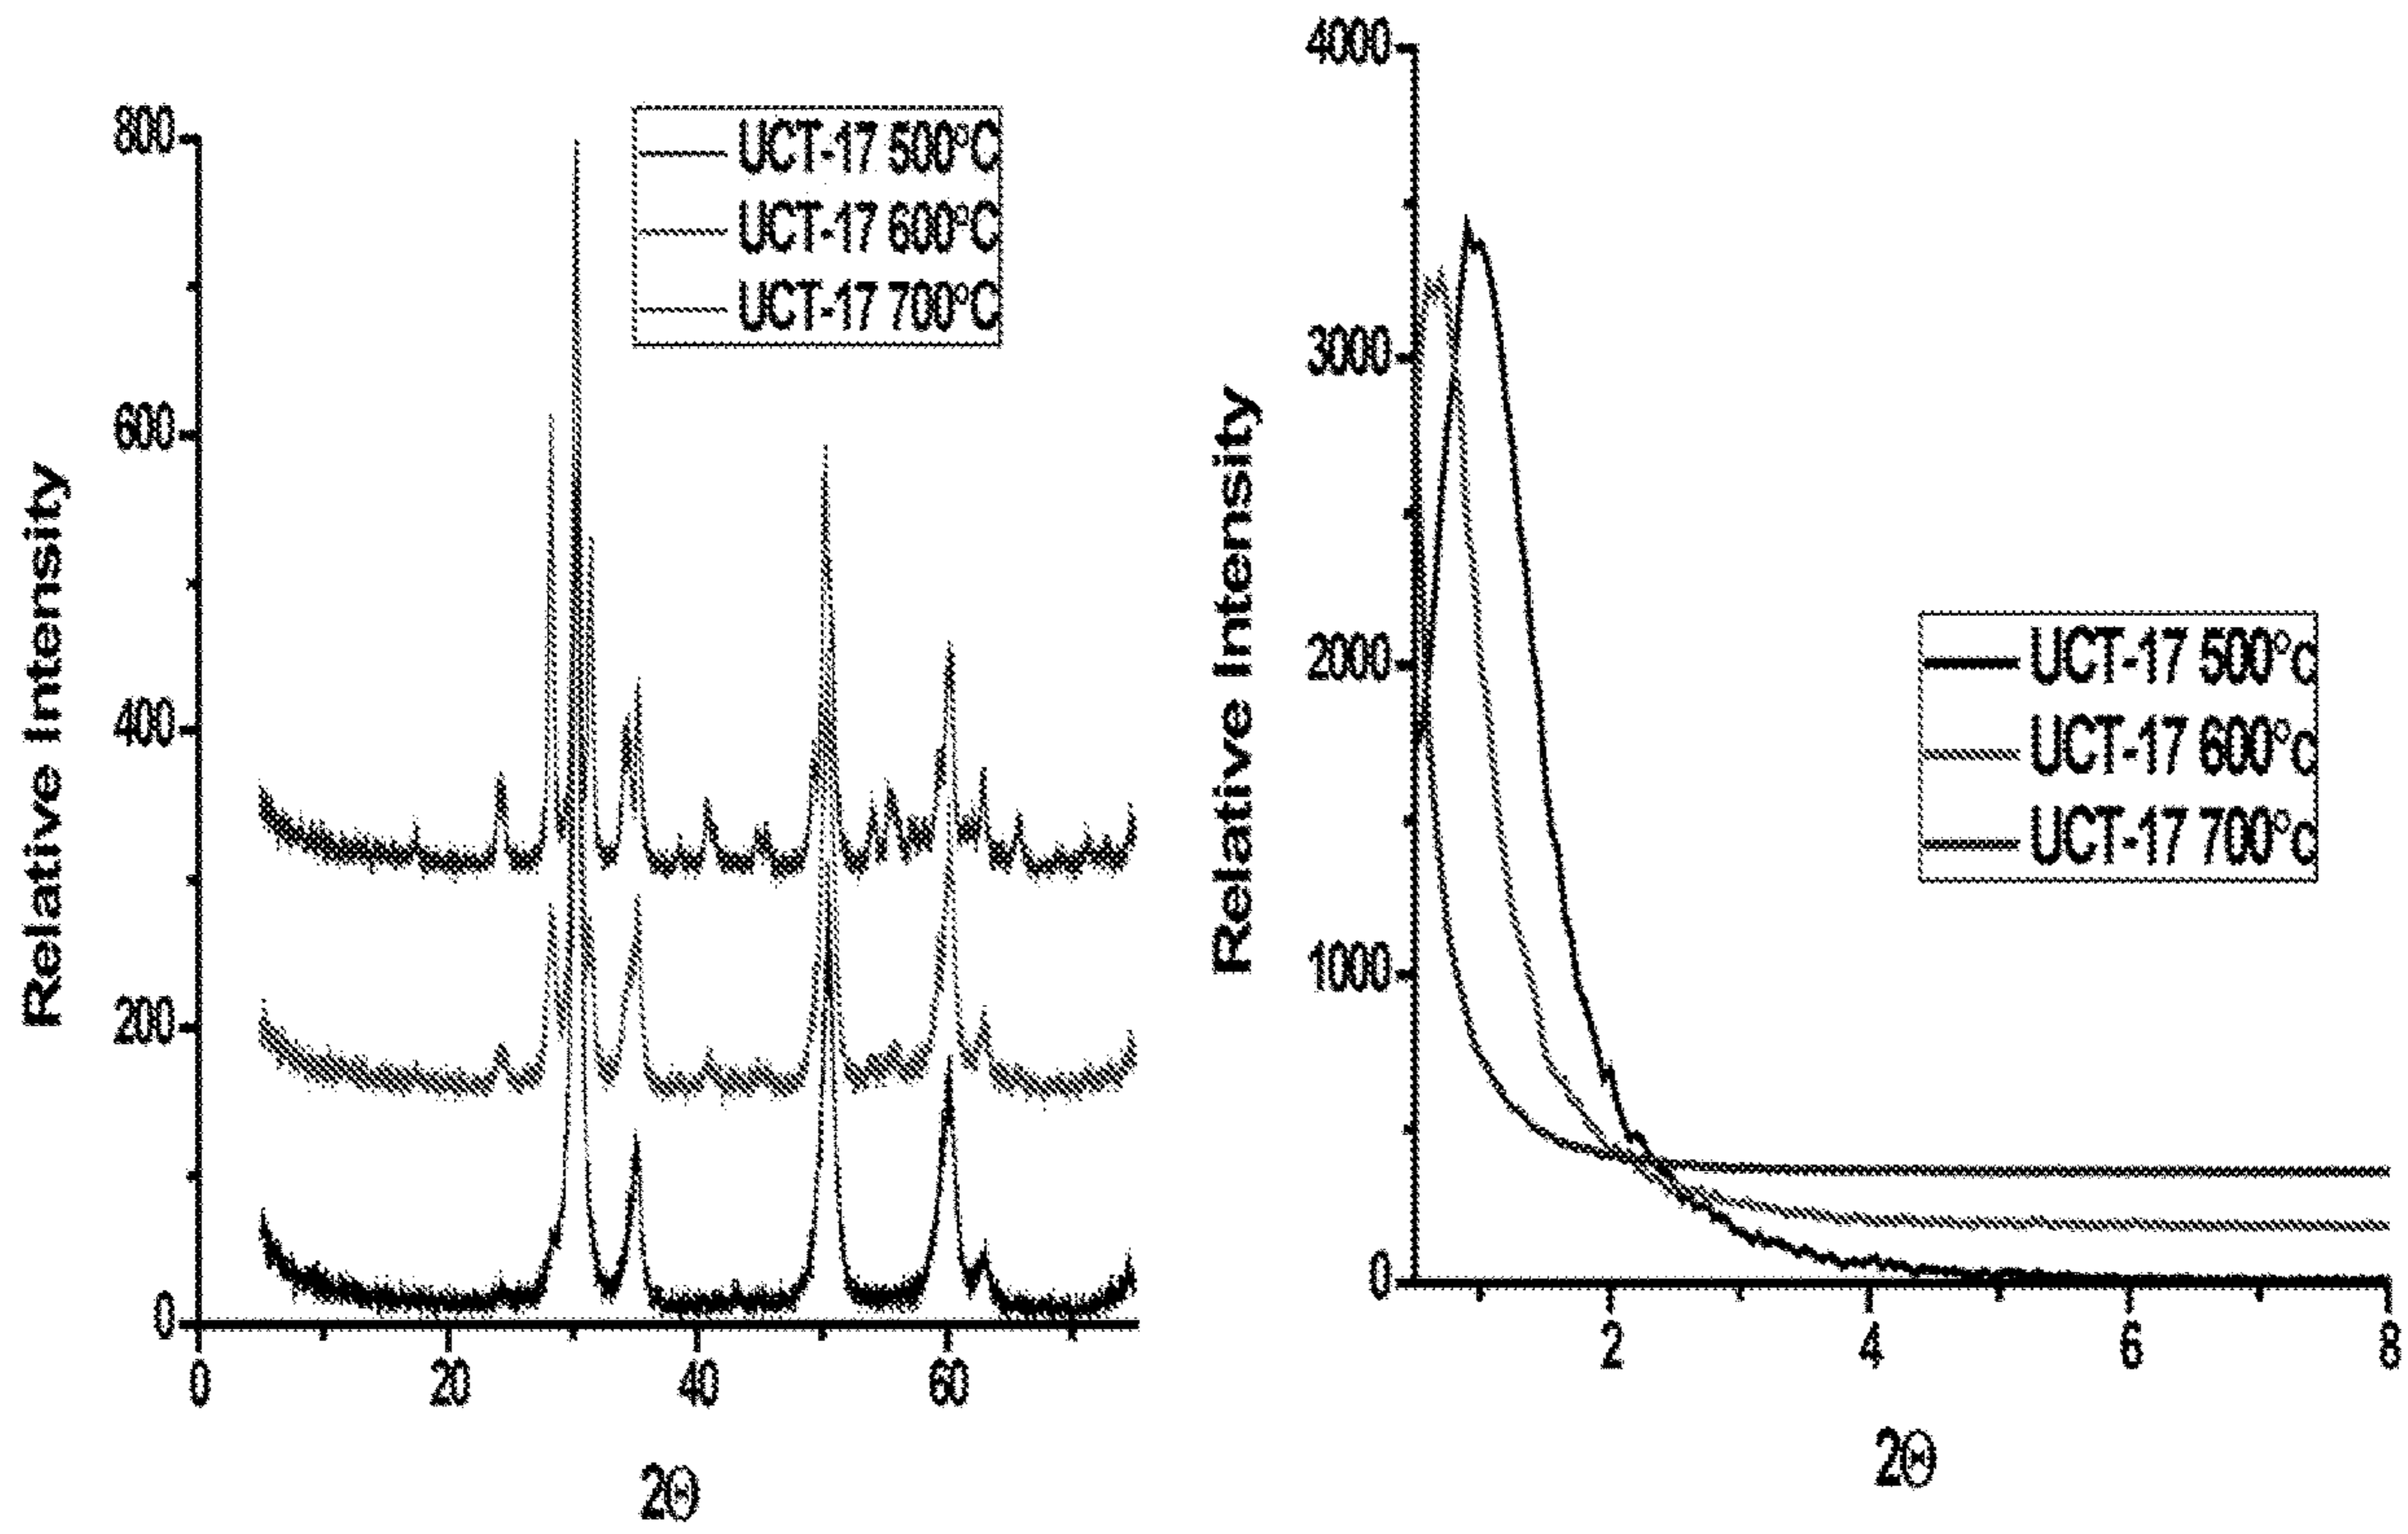 800
600
400
200
0
0
20
40
60
Relative Intensity
2Θ
UCT-17 500°C
UCT-17 600°C
UCT-17 700°C
4000
3000
2000
1000
0
2
4
6
8
Relative Intensity
2Θ
UCT-17 500°c
UCT-17 600°c
UCT-17 700°c